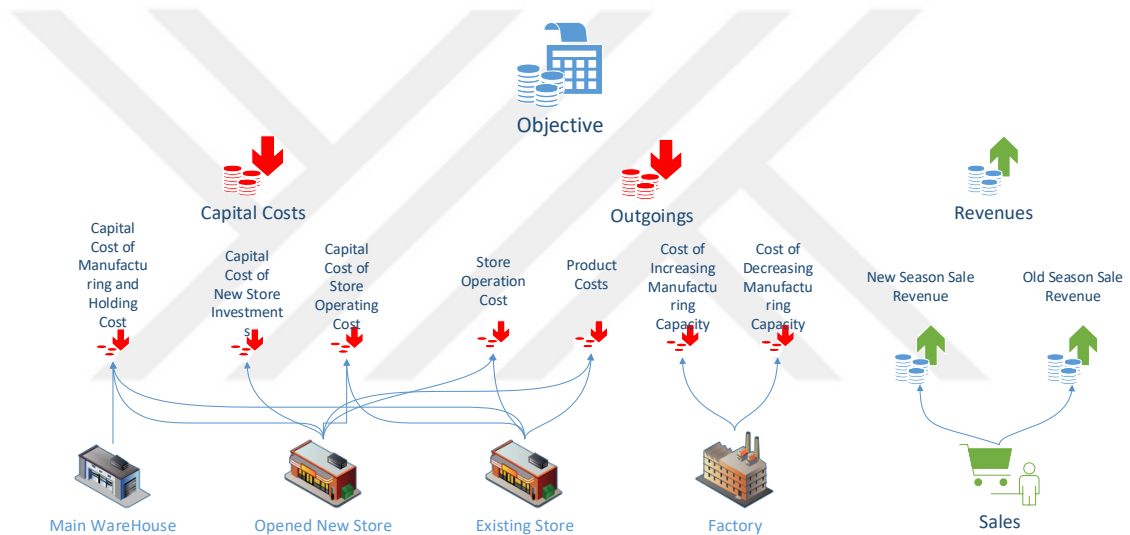 Objective
Capital Costs
Outgoings
Revenues
Capital
Cost of
Manufactu
ring and
Holding
Cost
Capital
Cost of
New Store
Investment
s
Capital
Cost of
Store
Operating
Cost
Store
Operation
Cost
Product
Costs
Cost of
Increasing
Manufactu
ring
Capacity
Cost of
Decreasing
Manufactu
ring
Capacity
New Season Sale
Revenue
Old Season Sale
Revenue
Main WareHouse
Opened New Store
Existing Store
Factory
Sales